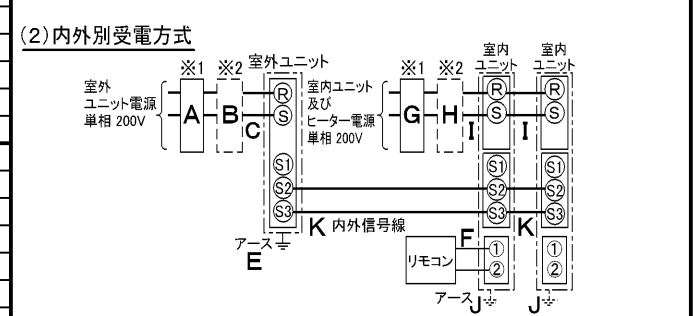 (2)内外別受電方式
※1 ※2 室外ユニット
室外
ユニット電源
単相 200V
A B C
R
S
S1
S2
S3
アース
E
室内ユニット
及び
ヒーター電源
単相 200V
※1 ※2
G H I I
室内
ユニット
室内
ユニット
R R
S S
S1 S1
S2 S2
S3 S3
K 内外信号線
K
F
リモコン
① ①
② ②
アース J J